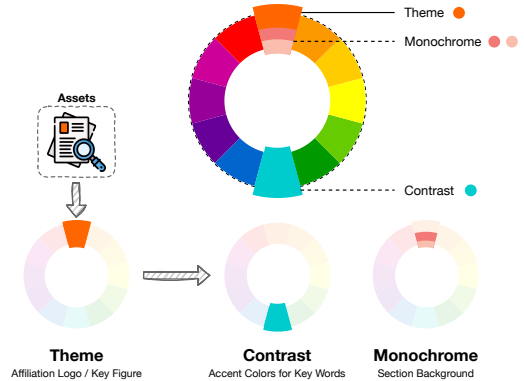 Theme
Monochrome
Assets
Contrast
Theme
Affiliation Logo / Key Figure
Contrast
Accent Colors for Key Words
Monochrome
Section Background